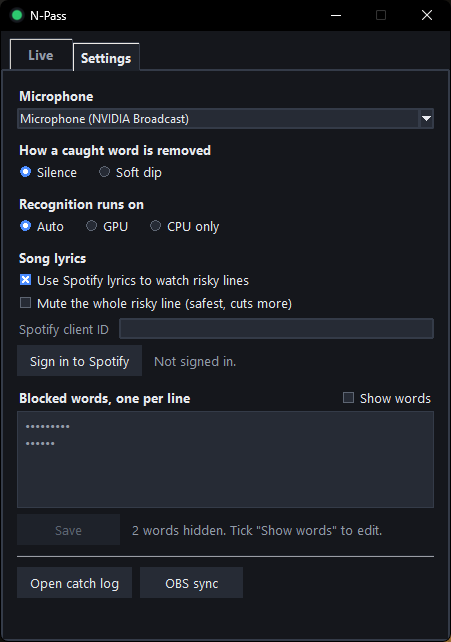 N-Pass
Live
Settings
Microphone
Microphone (NVIDIA Broadcast)
How a caught word is removed
Silence
Soft dip
Recognition runs on
Auto
GPU
CPU only
Song lyrics
Use Spotify lyrics to watch risky lines
Mute the whole risky line (safest, cuts more)
Spotify client ID
Sign in to Spotify
Not signed in.
Blocked words, one per line
Show words
•••••••••
••••••
Save
2 words hidden. Tick "Show words" to edit.
Open catch log
OBS sync